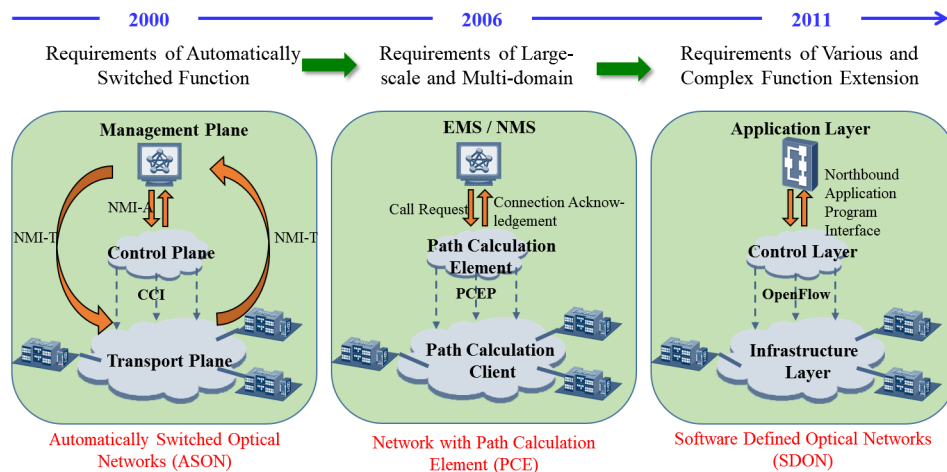 2000
2006
2011
Requirements of Automatically
Switched Function
Requirements of Large-
scale and Multi-domain
Requirements of Various and
Complex Function Extension
Management Plane
NMI-A
NMI-T
NMI-T
Control Plane
CCI
Transport Plane
Automatically Switched Optical
Networks (ASON)
EMS / NMS
Call Request
Connection Acknow-
ledgement
Path Calculation
Element
PCEP
Path Calculation
Client
Network with Path Calculation
Element (PCE)
Application Layer
Northbound
Application
Program
Interface
Control Layer
OpenFlow
Infrastructure
Layer
Software Defined Optical Networks
(SDON)